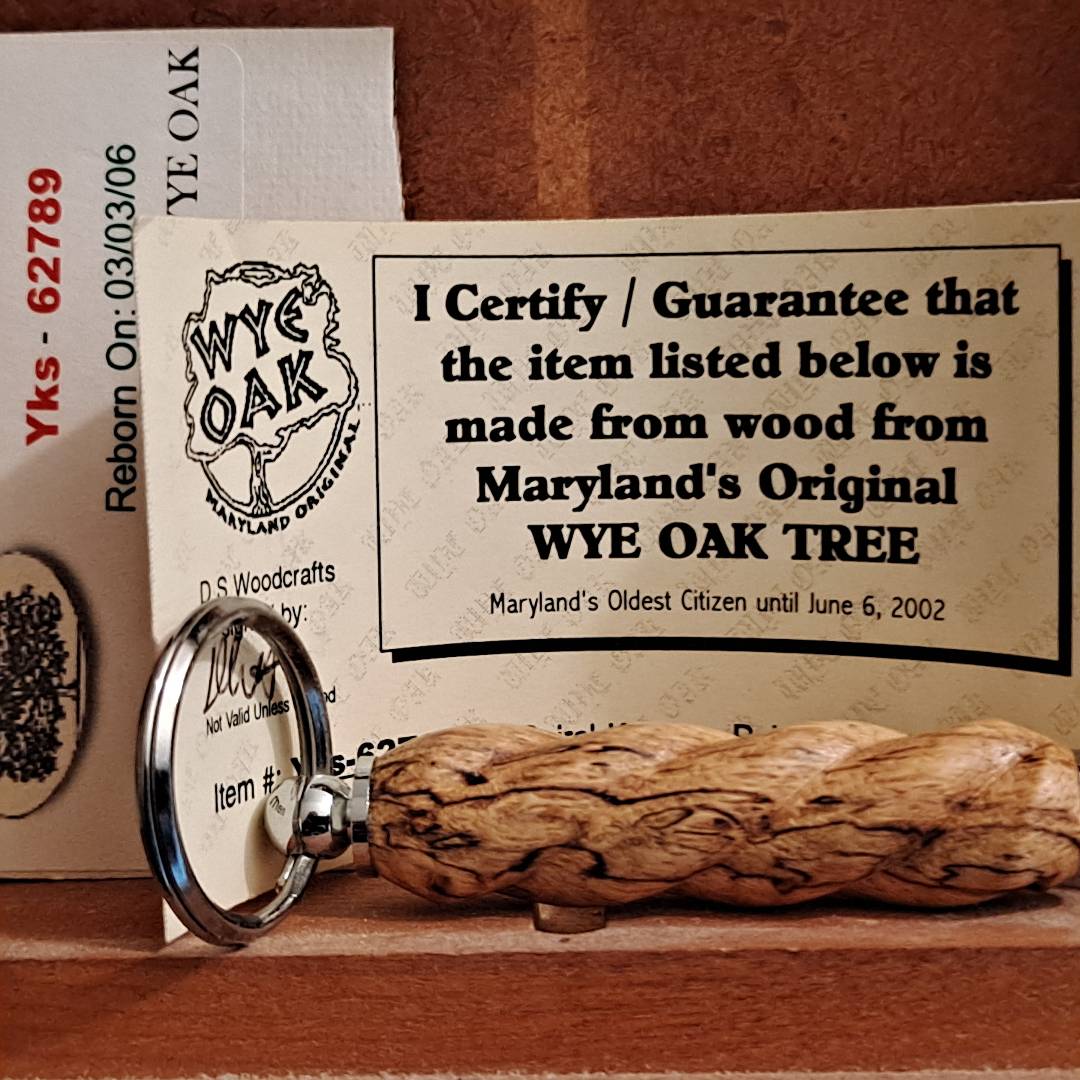 Yks - 62789
Reborn On: 03/03/06
YE OAK
WYE
OAK
MARYLAND ORIGINAL
I Certify / Guarantee that
the item listed below is
made from wood from
Maryland's Original
WYE OAK TREE
Maryland's Oldest Citizen until June 6, 2002
D S Woodcrafts
by:
Not Valid Unless
Item #: